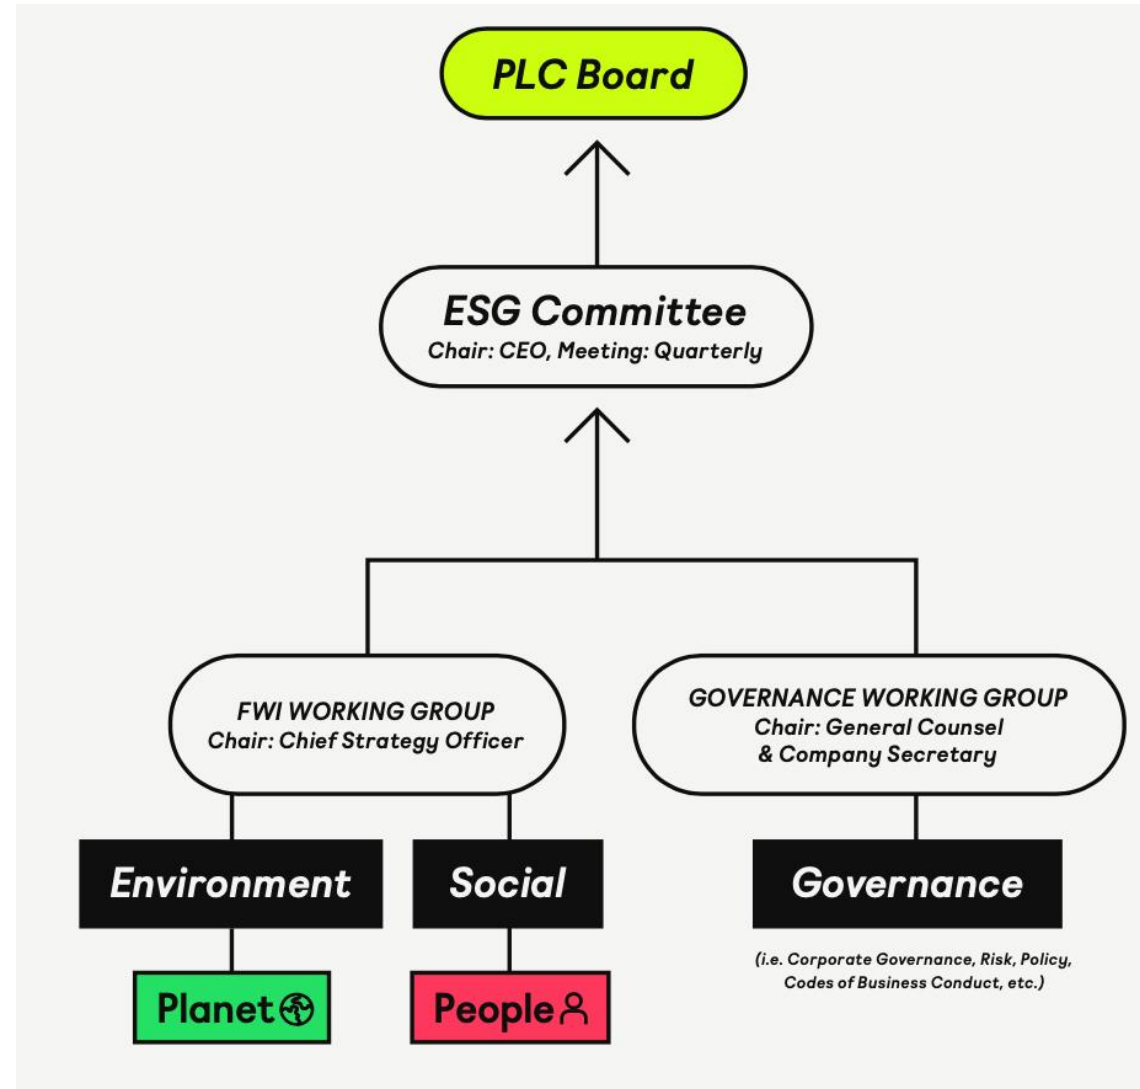 PLC Board
ESG Committee
Chair: CEO, Meeting: Quarterly
FWI WORKING GROUP
Chair: Chief Strategy Officer
GOVERNANCE WORKING GROUP
Chair: General Counsel
& Company Secretary
Environment
Social
Governance
(i.e. Corporate Governance, Risk, Policy,
Codes of Business Conduct, etc.)
Planet
People